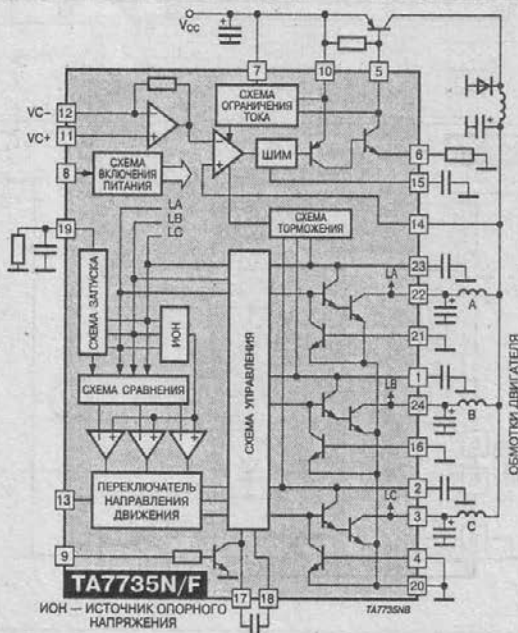 VCC
7
10
5
СХЕМА
ОГРАНИЧЕНИЯ
ТОКА
VC–
12
VC+
11
ШИМ
6
8
СХЕМА
ВКЛЮЧЕНИЯ
ПИТАНИЯ
15
LA
LB
LC
14
19
СХЕМА
ТОРМОЖЕНИЯ
23
LA
22
A
СХЕМА ЗАПУСКА
ИОН
СХЕМА УПРАВЛЕНИЯ
21
1
СХЕМА СРАВНЕНИЯ
LB
24
B
ОБМОТКИ ДВИГАТЕЛЯ
16
2
ПЕРЕКЛЮЧАТЕЛЬ
НАПРАВЛЕНИЯ
ДВИЖЕНИЯ
13
LC
3
C
9
4
TA7735N/F
20
17
18
TA7735NB
ИОН — ИСТОЧНИК ОПОРНОГО
НАПРЯЖЕНИЯ